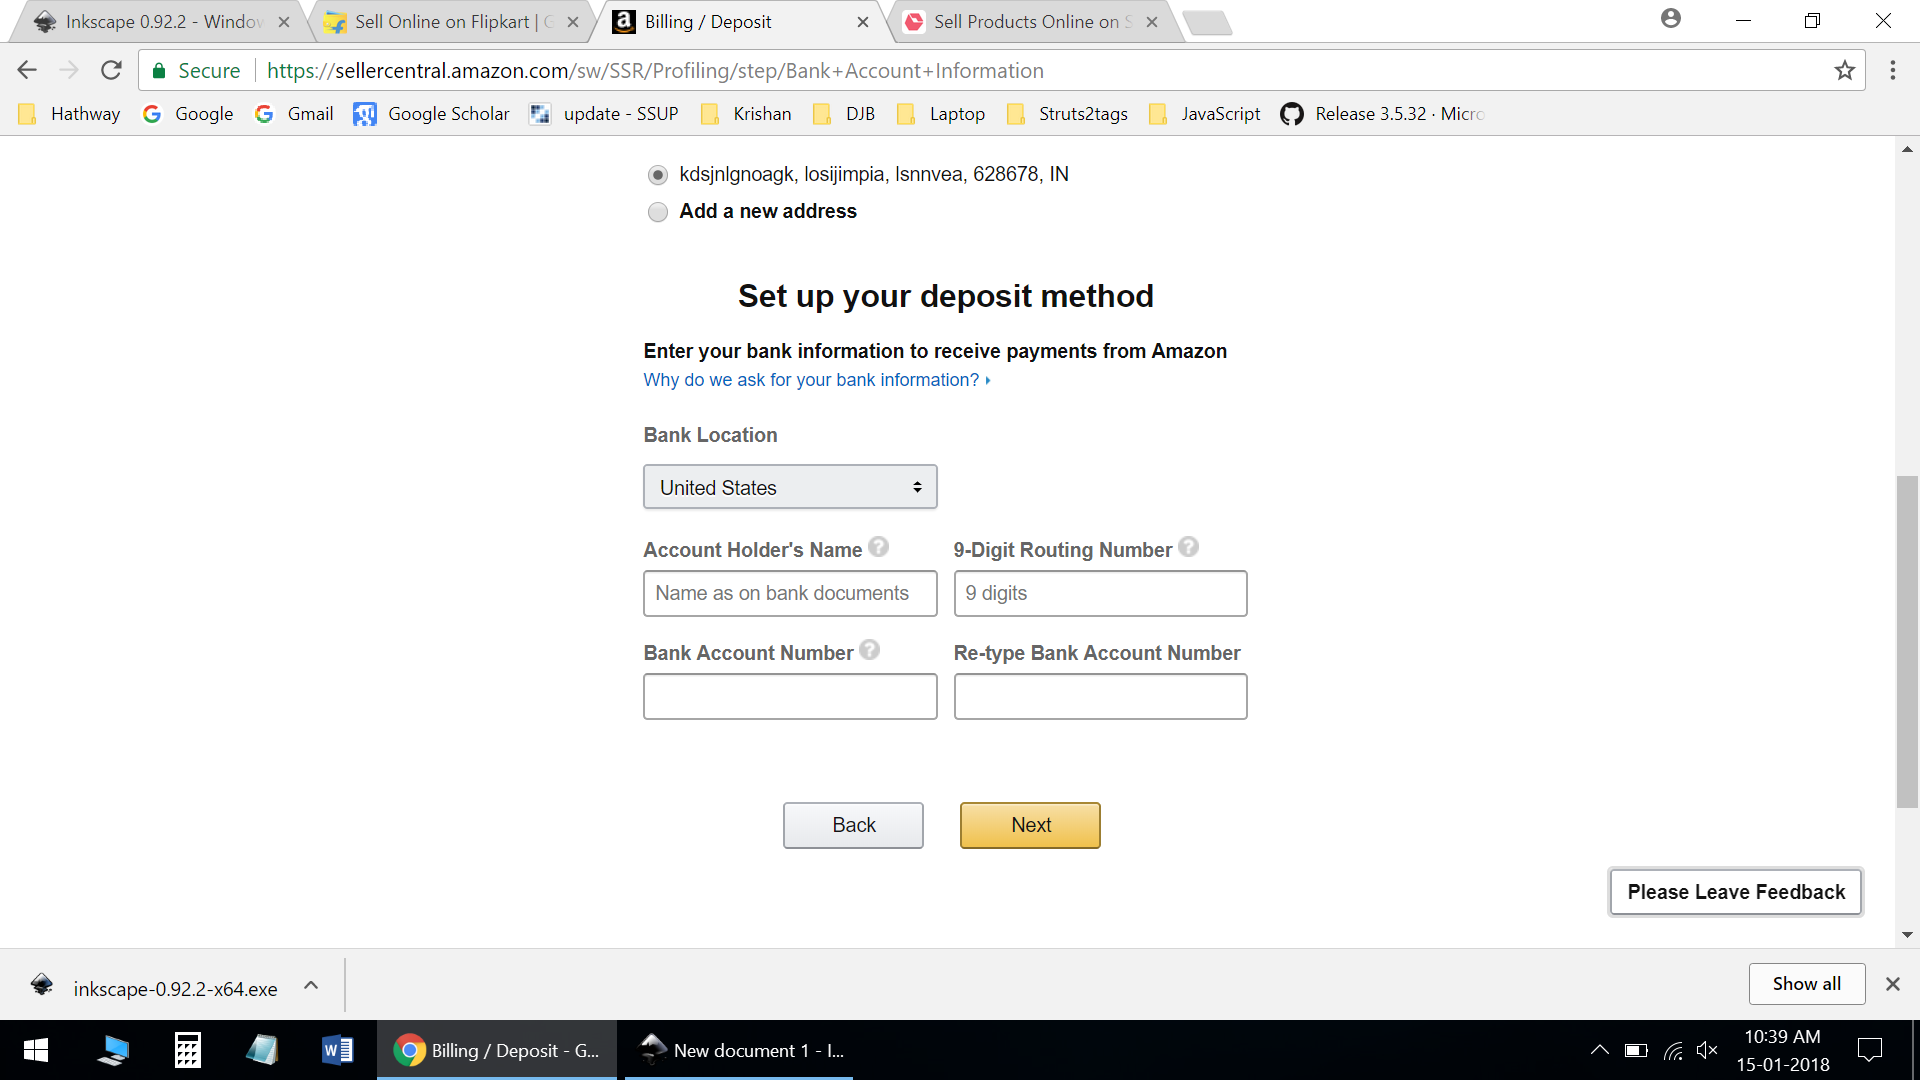 Inkscape 0.92.2 - Window
Sell Online on Flipkart | G
Billing / Deposit
Sell Products Online on S
Secure
https://sellercentral.amazon.com/sw/SSR/Profiling/step/Bank+Account+Information
Hathway Google Gmail Google Scholar update - SSUP Krishan DJB Laptop Struts2tags JavaScript Release 3.5.32 · Micro
kdsjnlgnoagk, losijimpia, lsnnvea, 628678, IN
Add a new address
Set up your deposit method
Enter your bank information to receive payments from Amazon
Why do we ask for your bank information?
Bank Location
United States
Account Holder's Name ? 9-Digit Routing Number ?
Name as on bank documents 9 digits
Bank Account Number ? Re-type Bank Account Number
Back Next
Please Leave Feedback
inkscape-0.92.2-x64.exe
Show all
Billing / Deposit - G...
New document 1 - I...
10:39 AM
15-01-2018